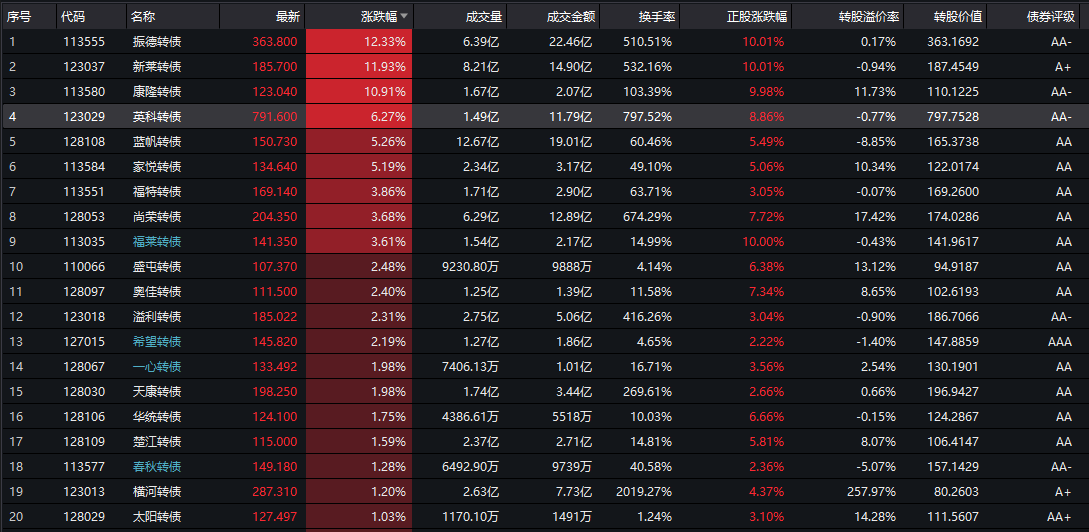 序号 代码 名称 最新 涨跌幅 成交量 成交金额 换手率 正股涨跌幅 转股溢价率 转股价值 债券评级
1 113555 振德转债 363.800 12.33% 6.39亿 22.46亿 510.51% 10.01% 0.17% 363.1692 AA-
2 123037 新莱转债 185.700 11.93% 8.21亿 14.90亿 532.16% 10.01% -0.94% 187.4549 A+
3 113580 康隆转债 123.040 10.91% 1.67亿 2.07亿 103.39% 9.98% 11.73% 110.1225 AA-
4 123029 英科转债 791.600 6.27% 1.49亿 11.79亿 797.52% 8.86% -0.77% 797.7528 AA-
5 128108 蓝帆转债 150.730 5.26% 12.67亿 19.01亿 60.46% 5.49% -8.85% 165.3738 AA
6 113584 家悦转债 134.640 5.19% 2.34亿 3.17亿 49.10% 5.06% 10.34% 122.0174 AA
7 113551 福特转债 169.140 3.86% 1.71亿 2.90亿 63.71% 3.05% -0.07% 169.2600 AA
8 128053 尚荣转债 204.350 3.68% 6.29亿 12.89亿 674.29% 7.72% 17.42% 174.0286 AA
9 113035 福莱转债 141.350 3.61% 1.54亿 2.17亿 14.99% 10.00% -0.43% 141.9617 AA
10 110066 盛屯转债 107.370 2.48% 9230.80万 9888万 4.14% 6.38% 13.12% 94.9187 AA
11 128097 奥佳转债 111.500 2.40% 1.25亿 1.39亿 11.58% 7.34% 8.65% 102.6193 AA
12 123018 溢利转债 185.022 2.31% 2.75亿 5.06亿 416.26% 3.04% -0.90% 186.7066 AA-
13 127015 希望转债 145.820 2.19% 1.27亿 1.86亿 4.65% 2.22% -1.40% 147.8859 AAA
14 128067 一心转债 133.492 1.98% 7406.13万 1.01亿 16.71% 3.56% 2.54% 130.1901 AA
15 128030 天康转债 198.250 1.98% 1.74亿 3.44亿 269.61% 2.66% 0.66% 196.9427 AA
16 128106 华统转债 124.100 1.75% 4386.61万 5518万 10.03% 6.66% -0.15% 124.2867 AA
17 128109 楚江转债 115.000 1.59% 2.37亿 2.71亿 14.81% 5.81% 8.07% 106.4147 AA
18 113577 春秋转债 149.180 1.28% 6492.90万 9739万 40.58% 2.36% -5.07% 157.1429 AA-
19 123013 横河转债 287.310 1.20% 2.63亿 7.73亿 2019.27% 4.37% 257.97% 80.2603 A+
20 128029 太阳转债 127.497 1.03% 1170.10万 1491万 1.24% 3.10% 14.28% 111.5607 AA+